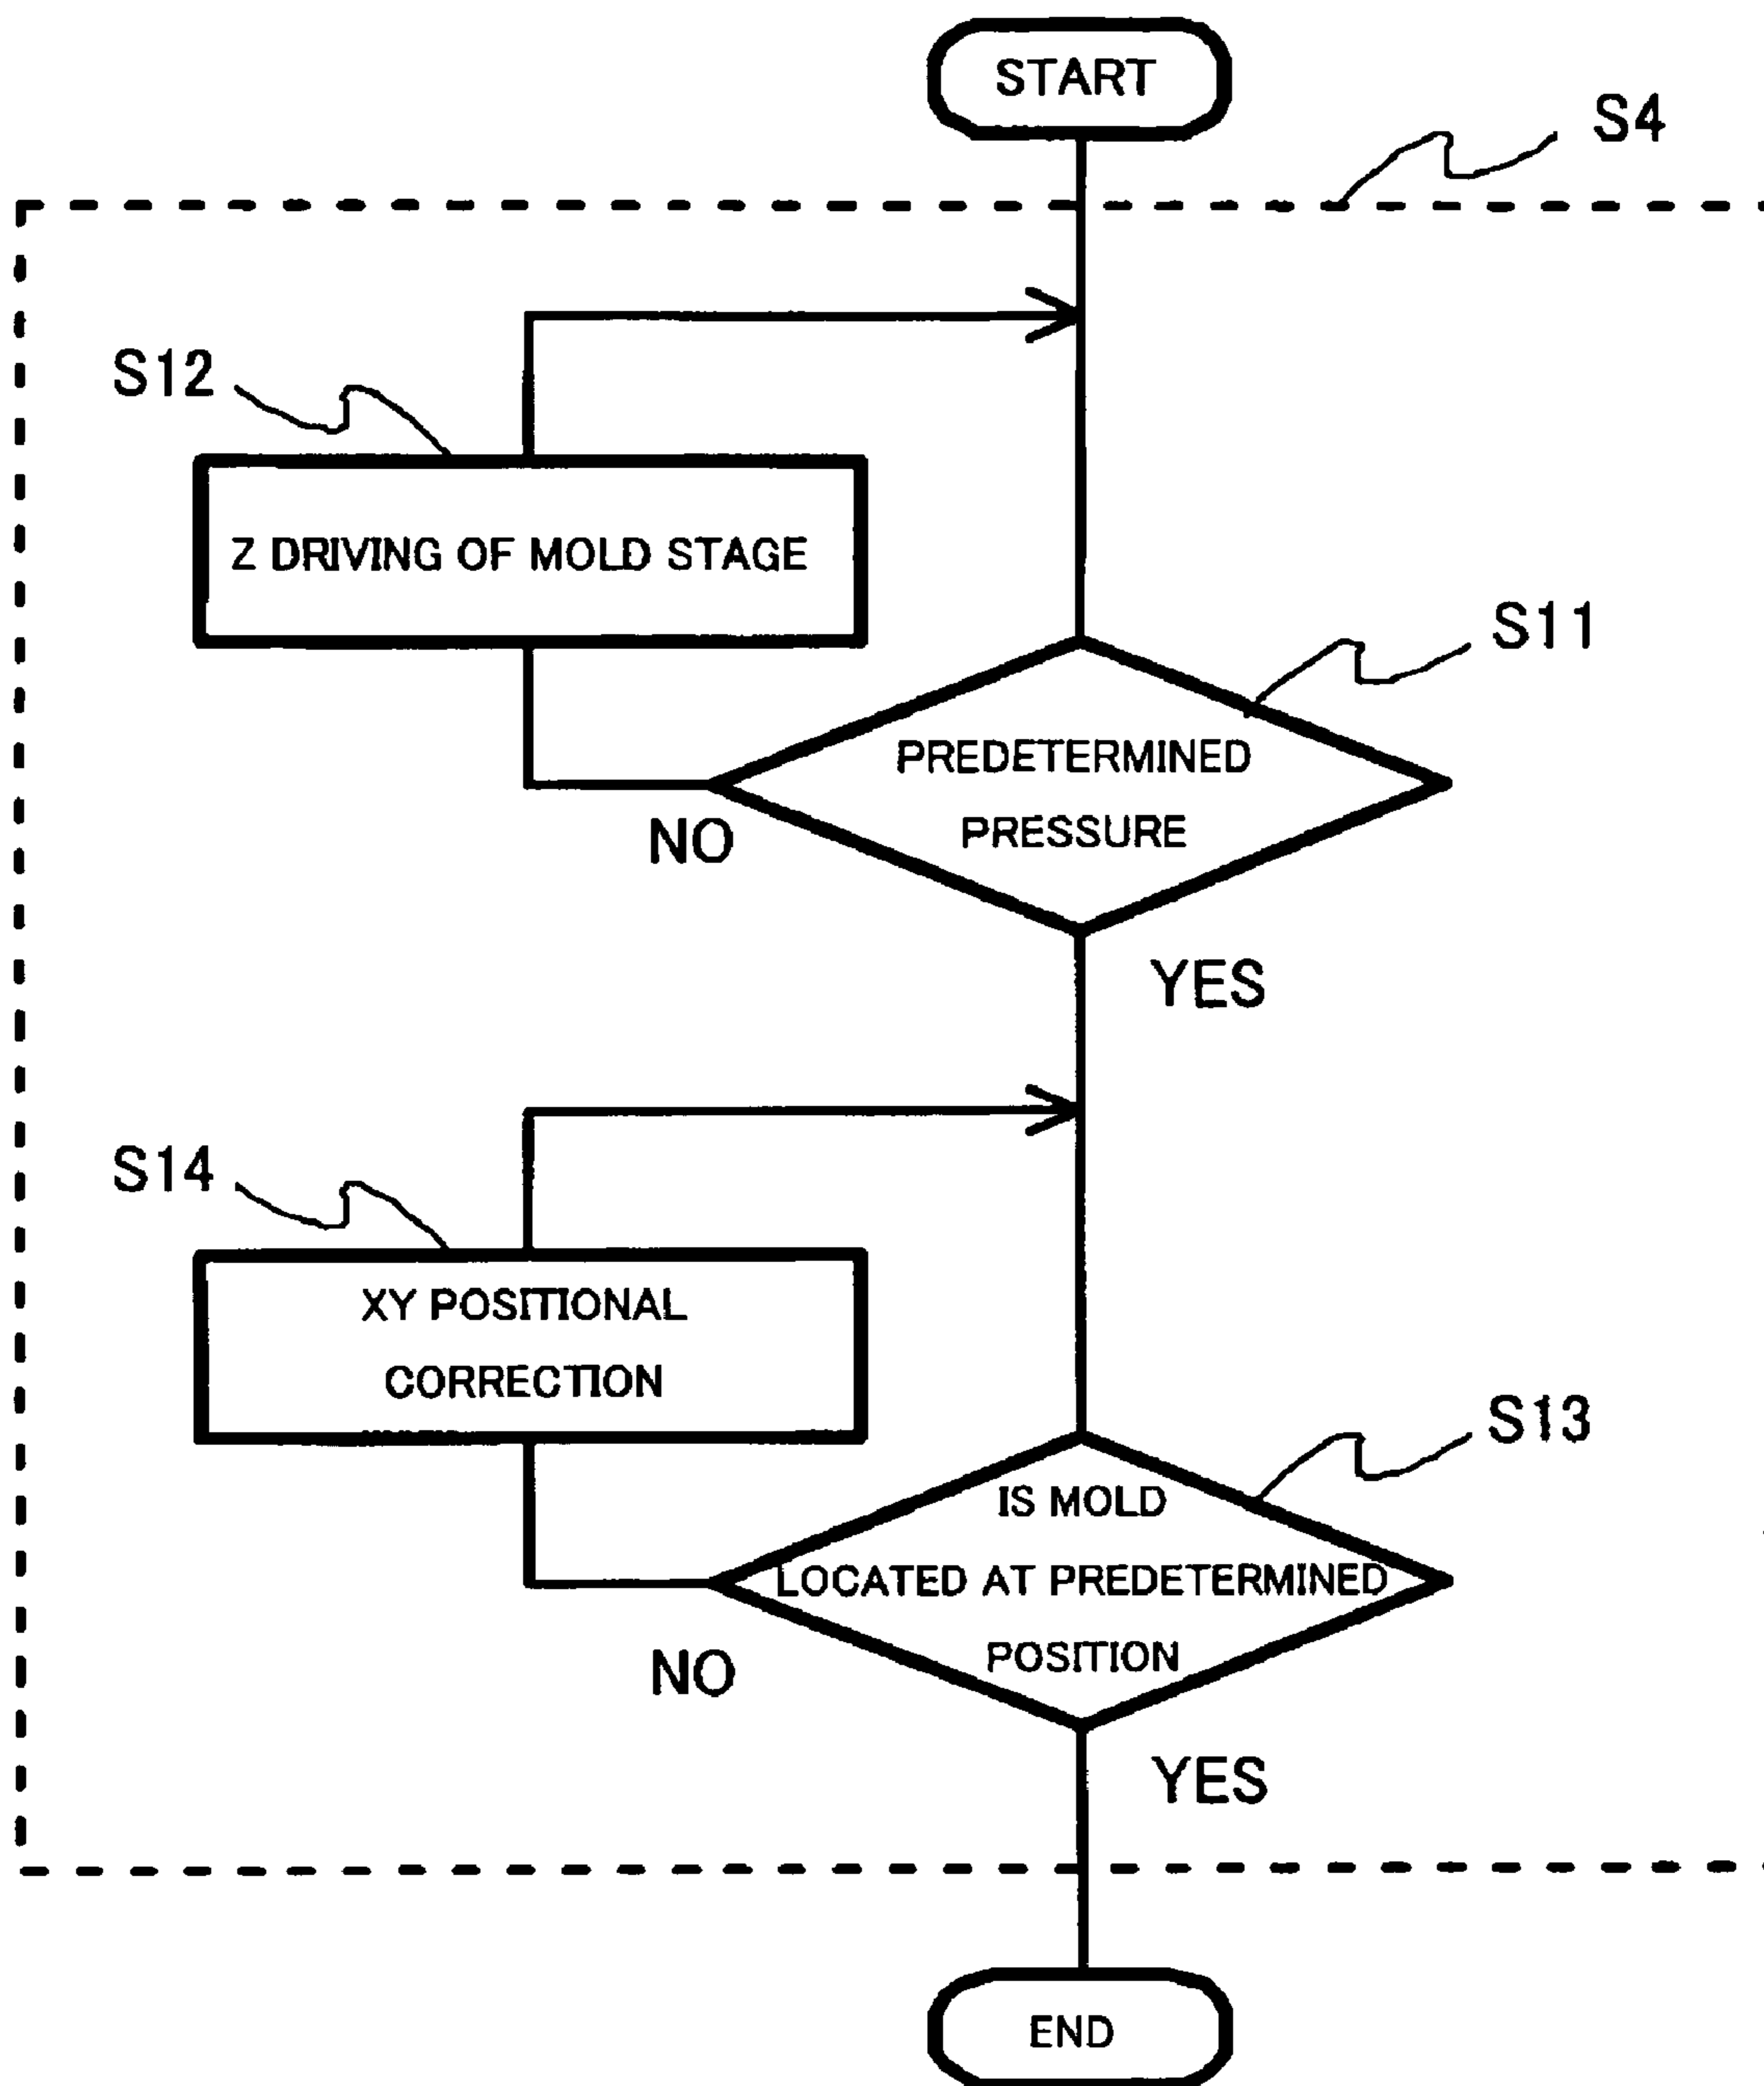 START
S4
S12
Z DRIVING OF MOLD STAGE
S11
PREDETERMINED
PRESSURE
NO
YES
S14
XY POSITIONAL
CORRECTION
S13
IS MOLD
LOCATED AT PREDETERMINED
POSITION
NO
YES
END